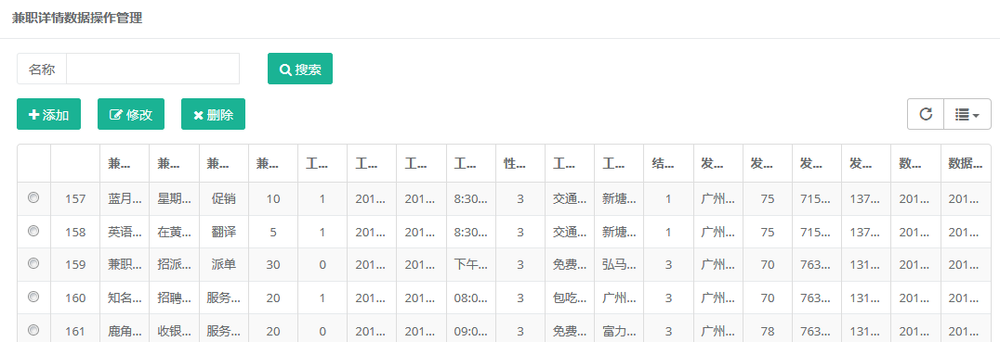 兼职详情数据操作管理
名称 搜索
添加 修改 删除
兼... 兼... 兼... 兼... 工... 工... 工... 工... 性... 工... 工... 结... 发... 发... 发... 发... 数... 数据...
157 蓝月... 星期... 促销 10 1 201... 201... 8:30... 3 交通... 新塘... 1 广州... 75 715... 137... 201... 201...
158 英语... 在黄... 翻译 5 1 201... 201... 8:30... 3 交通... 新塘... 1 广州... 75 715... 137... 201... 201...
159 兼职... 招派... 派单 30 0 201... 201... 下午... 3 免费... 弘马... 3 广州... 70 763... 131... 201... 201...
160 知名... 招聘... 服务... 20 1 201... 201... 08:0... 3 包吃... 广州... 3 广州... 70 763... 131... 201... 201...
161 鹿角... 收银... 服务... 20 0 201... 201... 09:0... 3 免费... 富力... 3 广州... 78 763... 131... 201... 201...